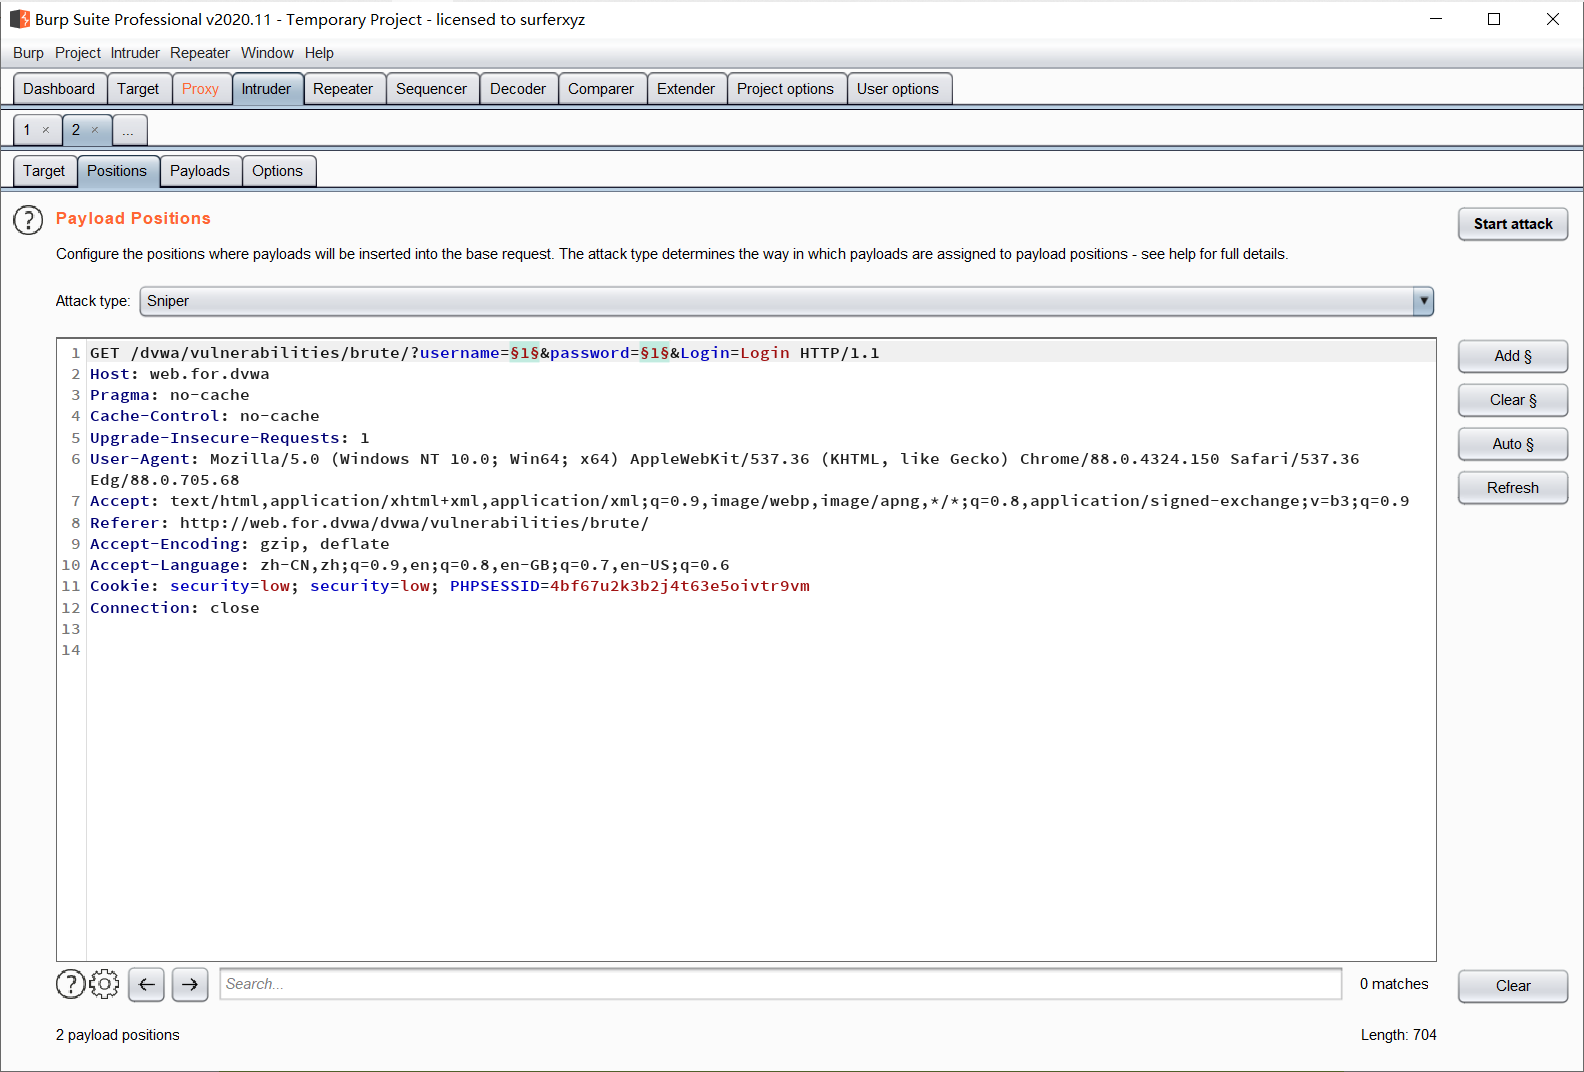 Burp Suite Professional v2020.11 - Temporary Project - licensed to surferxyz
Burp Project Intruder Repeater Window Help
Dashboard Target Proxy Intruder Repeater Sequencer Decoder Comparer Extender Project options User options
1 × 2 × ...
Target Positions Payloads Options
? Payload Positions
Start attack
Configure the positions where payloads will be inserted into the base request. The attack type determines the way in which payloads are assigned to payload positions - see help for full details.
Attack type: Sniper
1 GET /dvwa/vulnerabilities/brute/?username=§1§&password=§1§&Login=Login HTTP/1.1
2 Host: web.for.dvwa
3 Pragma: no-cache
4 Cache-Control: no-cache
5 Upgrade-Insecure-Requests: 1
6 User-Agent: Mozilla/5.0 (Windows NT 10.0; Win64; x64) AppleWebKit/537.36 (KHTML, like Gecko) Chrome/88.0.4324.150 Safari/537.36
Edg/88.0.705.68
7 Accept: text/html,application/xhtml+xml,application/xml;q=0.9,image/webp,image/apng,*/*;q=0.8,application/signed-exchange;v=b3;q=0.9
8 Referer: http://web.for.dvwa/dvwa/vulnerabilities/brute/
9 Accept-Encoding: gzip, deflate
10 Accept-Language: zh-CN,zh;q=0.9,en;q=0.8,en-GB;q=0.7,en-US;q=0.6
11 Cookie: security=low; security=low; PHPSESSID=4bf67u2k3b2j4t63e5oivtr9vm
12 Connection: close
13
14
Add §
Clear §
Auto §
Refresh
? Search... 0 matches
Clear
2 payload positions
Length: 704